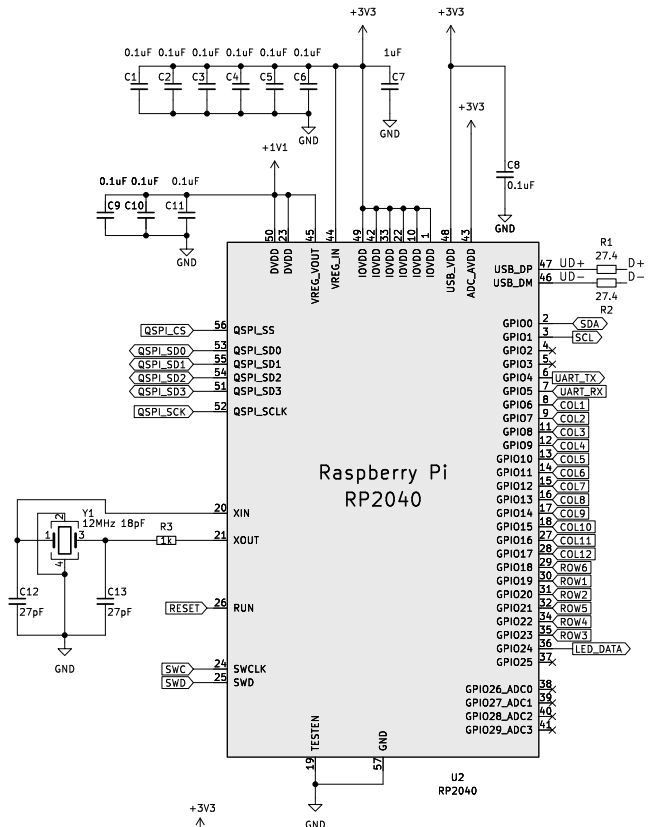 +3V3 +3V3
0.1uF 0.1uF 0.1uF 0.1uF 0.1uF 0.1uF 1uF
C1 C2 C3 C4 C5 C6 C7
+3V3
GND GND
+1V1
C8
0.1uF
0.1uF 0.1uF 0.1uF
C9 C10 C11
GND
GND
50 23 45 44 49 42 33 22 10 1 48 43
DVDD DVDD VREG_VOUT VREG_IN IOVDD IOVDD IOVDD IOVDD IOVDD IOVDD USB_VDD ADC_AVDD
R1
USB_DP 47 UD+ 27.4 D+
USB_DM 46 UD- 27.4 D-
R2
QSPI_CS 56 QSPI_SS
QSPI_SD0 53 QSPI_SD0
QSPI_SD1 55 QSPI_SD1
QSPI_SD2 54 QSPI_SD2
QSPI_SD3 51 QSPI_SD3
QSPI_SCK 52 QSPI_SCLK
GPIO0 2 SDA
GPIO1 3 SCL
GPIO2 4
GPIO3 5
GPIO4 6 UART_TX
GPIO5 7 UART_RX
GPIO6 8 COL1
GPIO7 9 COL2
GPIO8 11 COL3
GPIO9 12 COL4
GPIO10 13 COL5
GPIO11 14 COL6
GPIO12 15 COL7
GPIO13 16 COL8
GPIO14 17 COL9
GPIO15 18 COL10
GPIO16 27 COL11
GPIO17 28 COL12
GPIO18 29 ROW6
GPIO19 30 ROW1
GPIO20 31 ROW2
GPIO21 32 ROW5
GPIO22 34 ROW4
GPIO23 35 ROW3
GPIO24 36 LED_DATA
GPIO25 37
GPIO26_ADC0 38
GPIO27_ADC1 39
GPIO28_ADC2 40
GPIO29_ADC3 41
Raspberry Pi
RP2040
20 XIN
Y1
12MHz 18pF
1 2 3 4
R3
1k
21 XOUT
C12
27pF
C13
27pF
GND
RESET 26 RUN
SWC 24 SWCLK
SWD 25 SWD
TESTEN GND
19 57
U2
RP2040
+3V3
GND